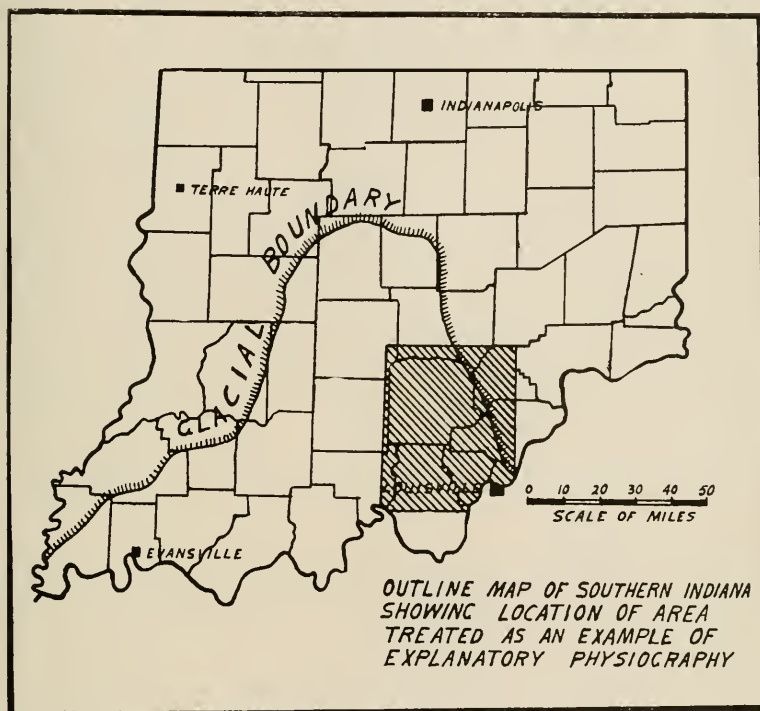 INDIANAPOLIS
TERRE HAUTE
GLACIAL BOUNDARY
LOUISVILLE
0 10 20 30 40 50
SCALE OF MILES
EVANSVILLE
OUTLINE MAP OF SOUTHERN INDIANA
SHOWING LOCATION OF AREA
TREATED AS AN EXAMPLE OF
EXPLANATORY PHYSIOGRAPHY